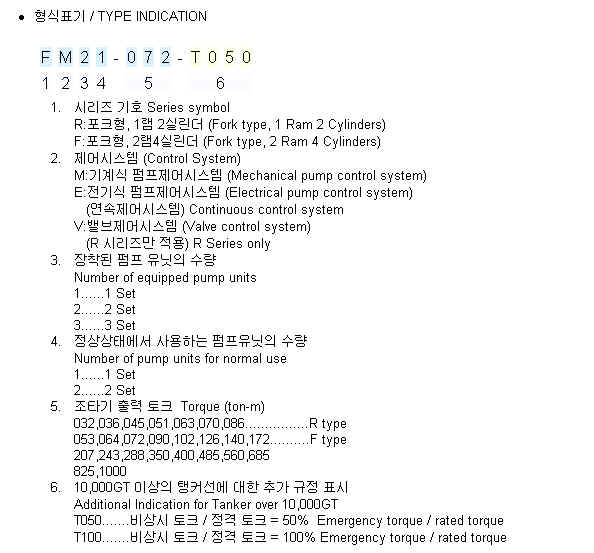 • 형식표기 / TYPE INDICATION
F M 2 1 - 0 7 2 - T 0 5 0
1 2 3 4 5 6
1. 시리즈 기호 Series symbol
R:포크형, 1램 2실린더 (Fork type, 1 Ram 2 Cylinders)
F:포크형, 2램4실린더 (Fork type, 2 Ram 4 Cylinders)
2. 제어시스템 (Control System)
M:기계식 펌프제어시스템 (Mechanical pump control system)
E:전기식 펌프제어시스템 (Electrical pump control system)
(연속제어시스템) Continuous control system
V:밸브제어시스템 (Valve control system)
(R 시리즈만 적용) R Series only
3. 장착된 펌프 유닛의 수량
Number of equipped pump units
1......1 Set
2......2 Set
3......3 Set
4. 정상상태에서 사용하는 펌프유닛의 수량
Number of pump units for normal use
1......1 Set
2......2 Set
5. 조타기 출력 토크 Torque (ton-m)
032,036,045,051,063,070,086................R type
053,064,072,090,102,126,140,172..........F type
207,243,288,350,400,485,560,685
825,1000
6. 10,000GT 이상의 탱커선에 대한 추가 규정 표시
Additional Indication for Tanker over 10,000GT
T050.......비상시 토크 / 정격 토크 = 50% Emergency torque / rated torque
T100.......비상시 토크 / 정격 토크 = 100% Emergency torque / rated torque